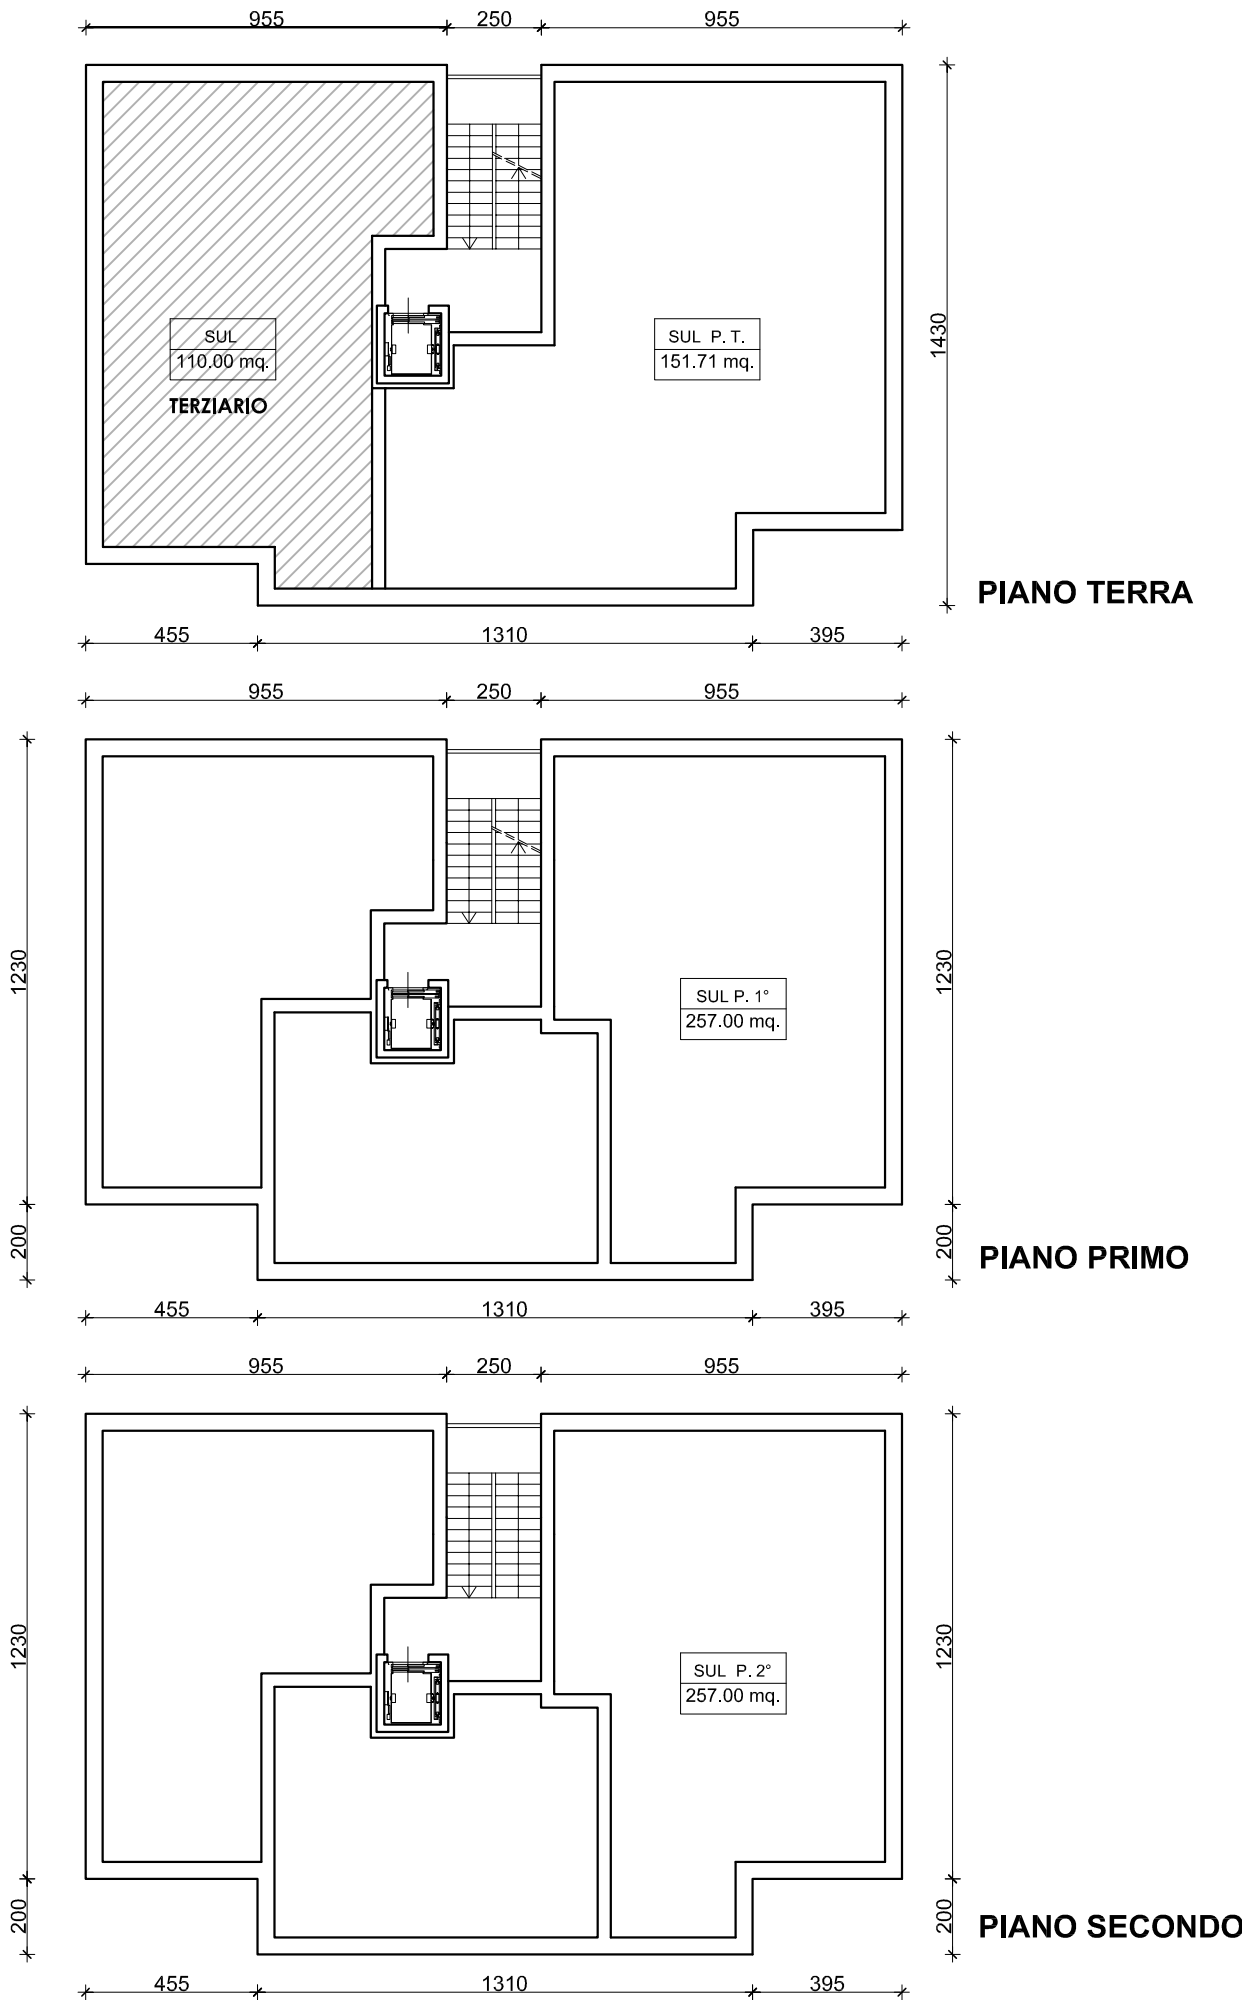 955 250 955
SUL
110.00 mq.
TERZIARIO
SUL P. T.
151.71 mq.
1430
PIANO TERRA
455 1310 395
955 250 955
1230
SUL P. 1°
257.00 mq.
1230
200
200
PIANO PRIMO
455 1310 395
955 250 955
1230
SUL P. 2°
257.00 mq.
1230
200
200
PIANO SECONDO
455 1310 395